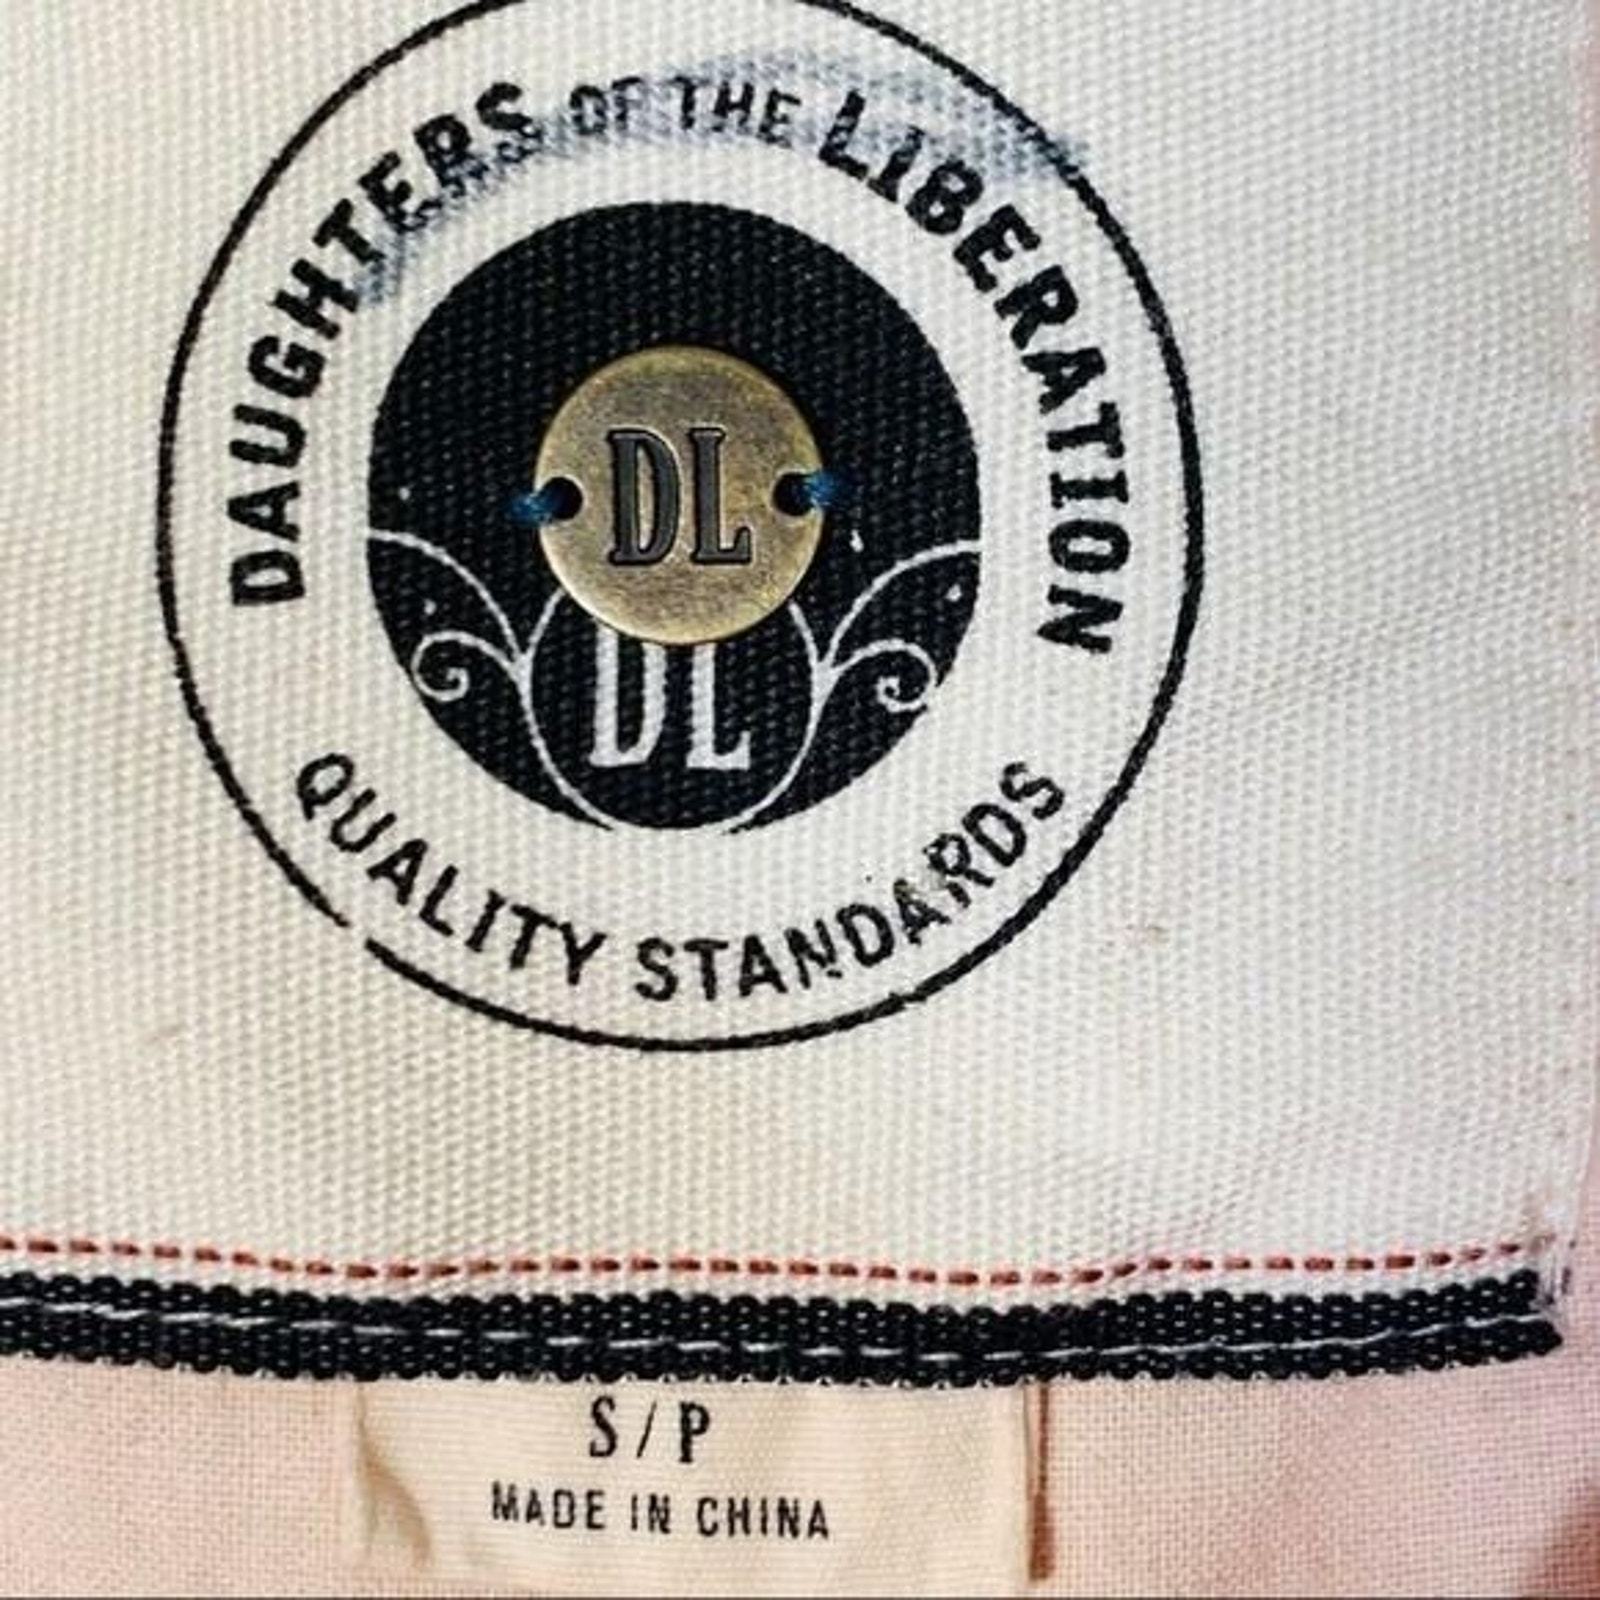 DAUGHTERS OF THE LIBERATION
DL
DL
QUALITY STANDARDS
S/P
MADE IN CHINA